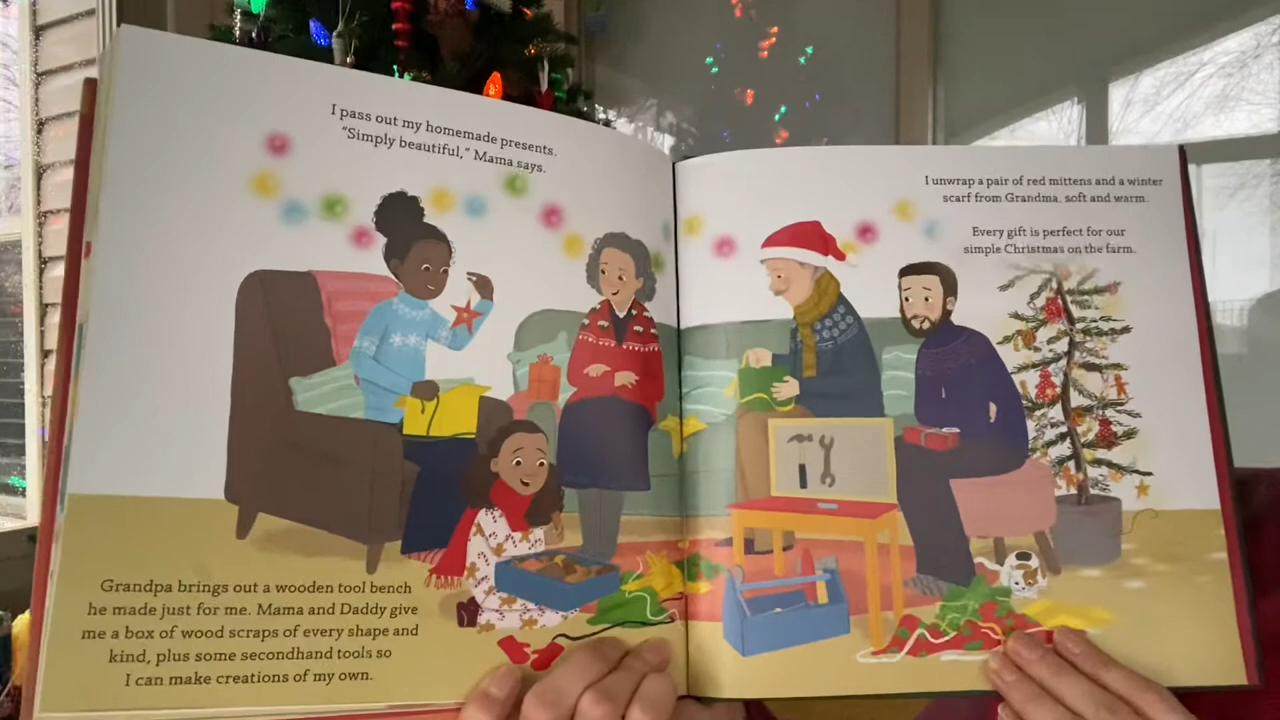 I pass out my homemade presents.
“Simply beautiful,” Mama says.
Grandpa brings out a wooden tool bench
he made just for me. Mama and Daddy give
me a box of wood scraps of every shape and
kind, plus some secondhand tools so
I can make creations of my own.
I unwrap a pair of red mittens and a winter
scarf from Grandma, soft and warm.
Every gift is perfect for our
simple Christmas on the farm.